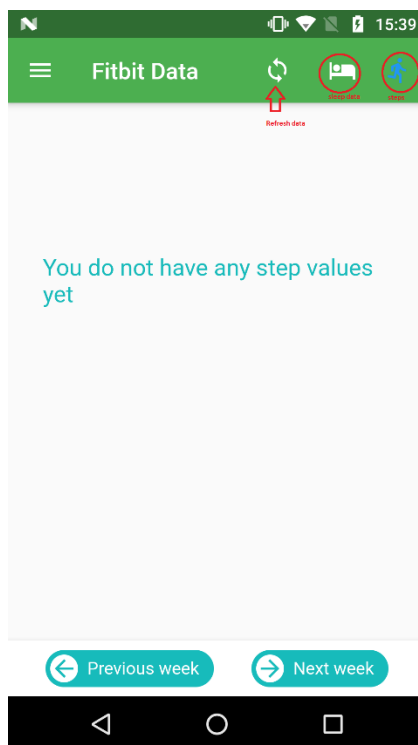 15:39
Fitbit Data
Refresh data
sleep data
steps
You do not have any step values
yet
Previous week
Next week